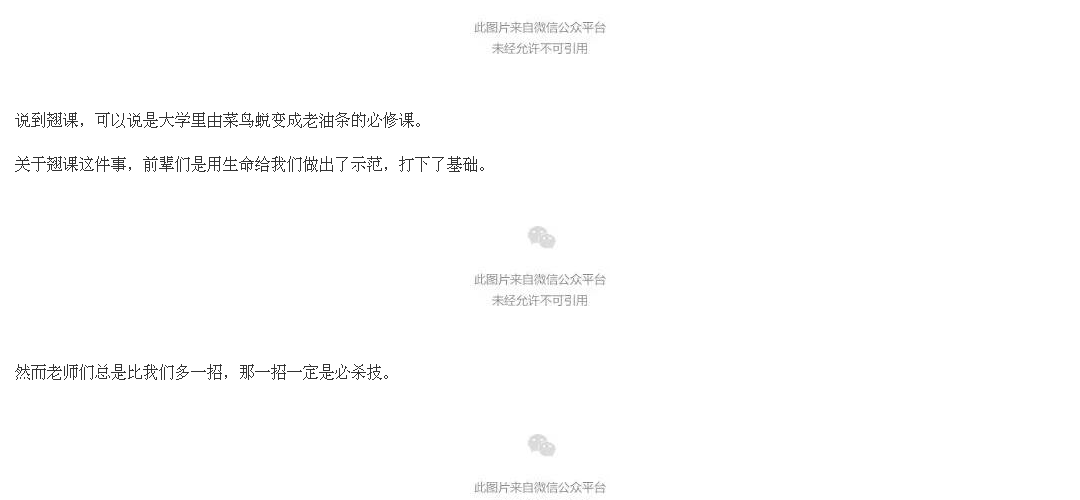 此图片来自微信公众平台
未经允许不可引用
说到翘课，可以说是大学里由菜鸟蜕变成老油条的必修课。
关于翘课这件事，前辈们是用生命给我们做出了示范，打下了基础。
此图片来自微信公众平台
未经允许不可引用
然而老师们总是比我们多一招，那一招一定是必杀技。
此图片来自微信公众平台